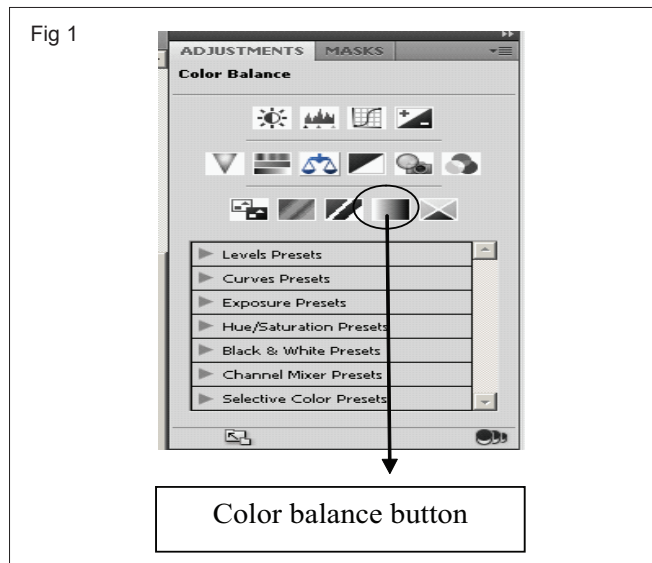 Fig 1
ADJUSTMENTS MASKS
Color Balance
Levels Presets
Curves Presets
Exposure Presets
Hue/Saturation Presets
Black & White Presets
Channel Mixer Presets
Selective Color Presets
Color balance button